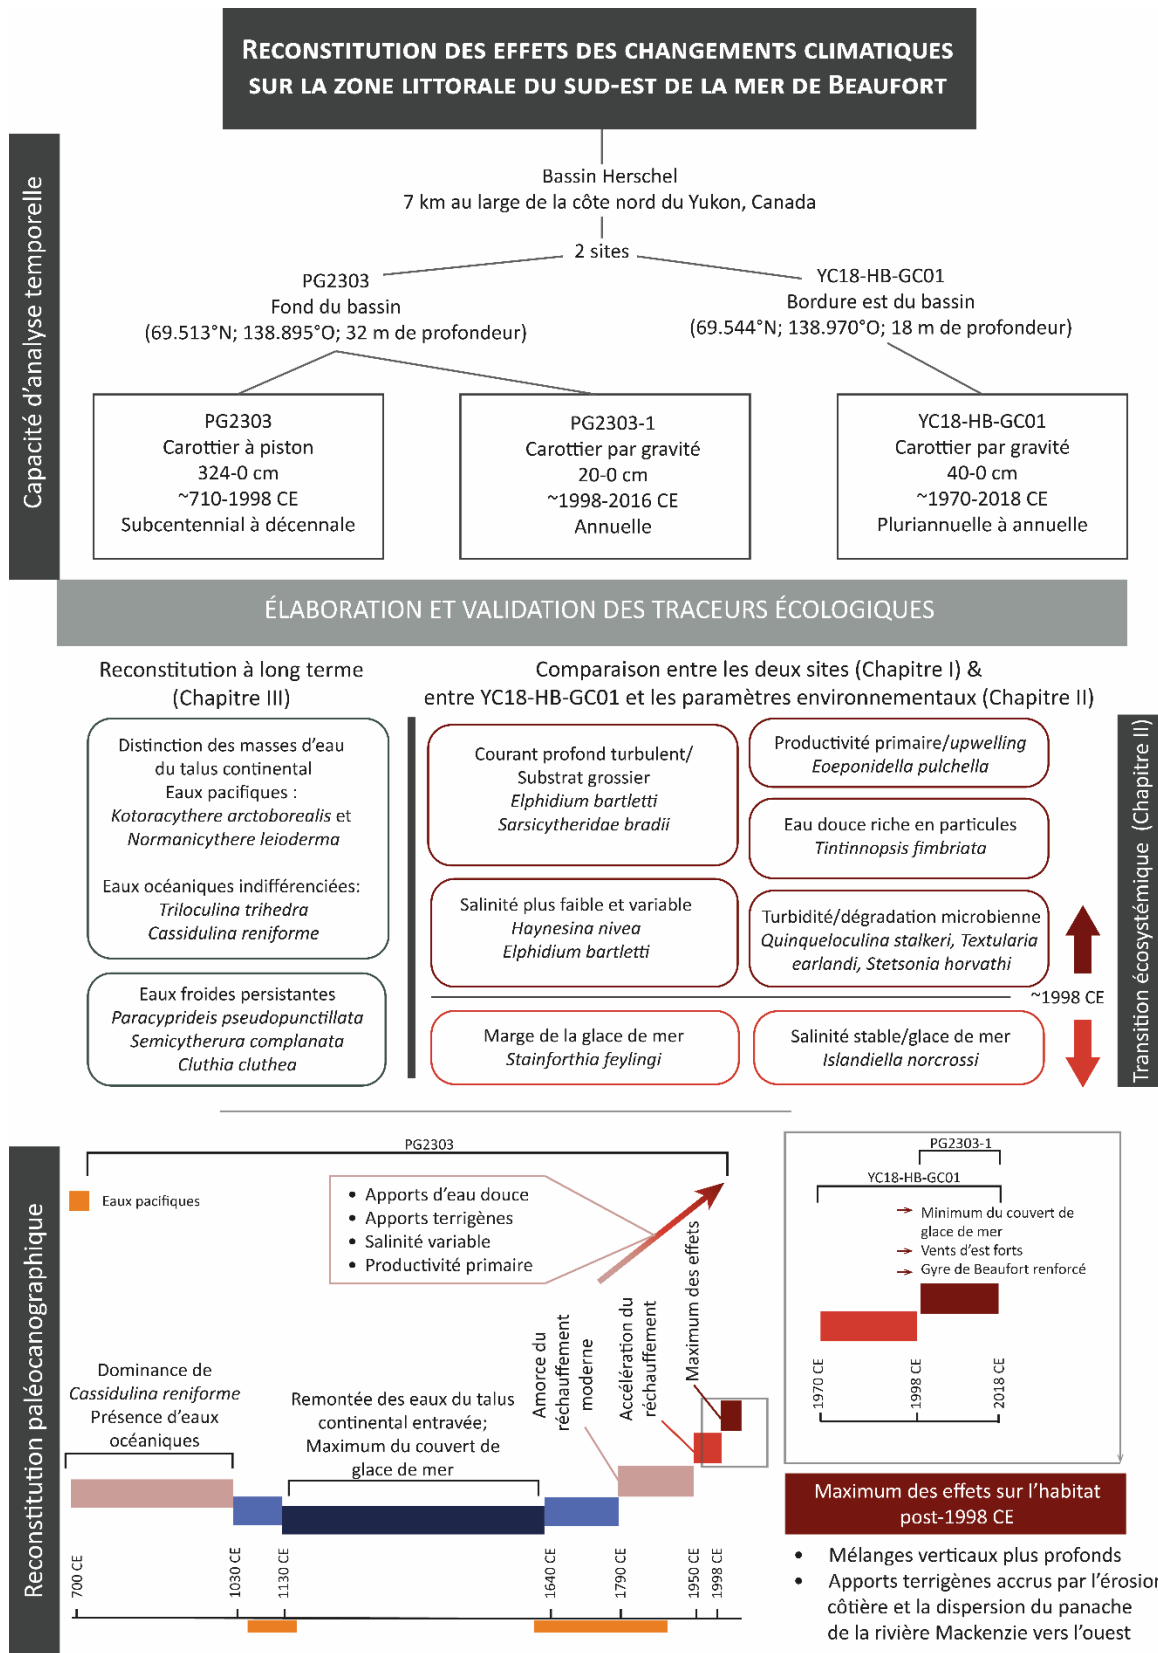 RECONSTITUTION DES EFFETS DES CHANGEMENTS CLIMATIQUES
SUR LA ZONE LITTORALE DU SUD-EST DE LA MER DE BEAUFORT
Capacité d'analyse temporelle
Bassin Herschel
7 km au large de la côte nord du Yukon, Canada
2 sites
PG2303
Fond du bassin
(69.513°N; 138.895°O; 32 m de profondeur)
YC18-HB-GC01
Bordure est du bassin
(69.544°N; 138.970°O; 18 m de profondeur)
PG2303
Carottier à piston
324-0 cm
~710-1998 CE
Subcentennial à décennale
PG2303-1
Carottier par gravité
20-0 cm
~1998-2016 CE
Annuelle
YC18-HB-GC01
Carottier par gravité
40-0 cm
~1970-2018 CE
Pluriannuelle à annuelle
ÉLABORATION ET VALIDATION DES TRACEURS ÉCOLOGIQUES
Reconstitution à long terme
(Chapitre III)
Comparaison entre les deux sites (Chapitre I) &
entre YC18-HB-GC01 et les paramètres environnementaux (Chapitre II)
Distinction des masses d'eau
du talus continental
Eaux pacifiques :
Kotoracythere arctoborealis et
Normanicythere leioderma
Eaux océaniques indifférenciées:
Triloculina trihedra
Cassidulina reniforme
Eaux froides persistantes
Paracyprideis pseudopunctillata
Semicytherura complanata
Cluthia cluthea
Courant profond turbulent/
Substrat grossier
Elphidium bartletti
Sarsicytheridae bradii
Salinité plus faible et variable
Haynesina nivea
Elphidium bartletti
Marge de la glace de mer
Stainforthia feylingi
Productivité primaire/upwelling
Eoeponidella pulchella
Eau douce riche en particules
Tintinnopsis fimbriata
Turbidité/dégradation microbienne
Quinqueloculina stalkeri, Textularia
earlandi, Stetsonia horvathi
Salinité stable/glace de mer
Islandiella norcrossi
~1998 CE
Transition écosystémique (Chapitre II)
Reconstitution paléocanographique
PG2303
Eaux pacifiques
• Apports d'eau douce
• Apports terrigènes
• Salinité variable
• Productivité primaire
Dominance de
Cassidulina reniforme
Présence d'eaux
océaniques
Remontée des eaux du talus
continental entravée;
Maximum du couvert de
glace de mer
Amorce du
réchauffement
moderne
Accélération du
réchauffement
Maximum des effets
700 CE
1030 CE
1130 CE
1640 CE
1790 CE
1950 CE
1998 CE
PG2303-1
YC18-HB-GC01
Minimum du couvert de
glace de mer
Vents d'est forts
Gyre de Beaufort renforcé
1970 CE
1998 CE
2018 CE
Maximum des effets sur l'habitat
post-1998 CE
• Mélanges verticaux plus profonds
• Apports terrigènes accrus par l'érosion
côtière et la dispersion du panache
de la rivière Mackenzie vers l'ouest